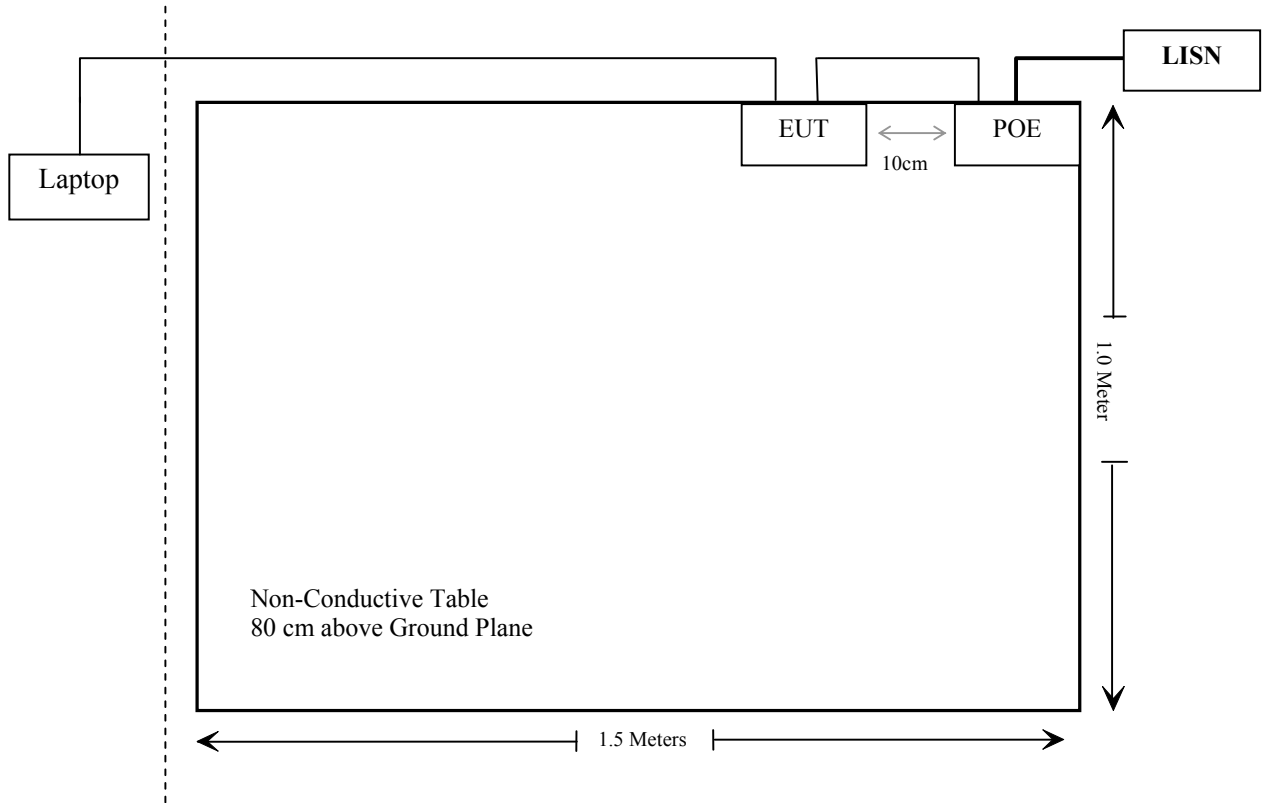 LISN
EUT
POE
10cm
Laptop
1.0 Meter
Non-Conductive Table
80 cm above Ground Plane
1.5 Meters